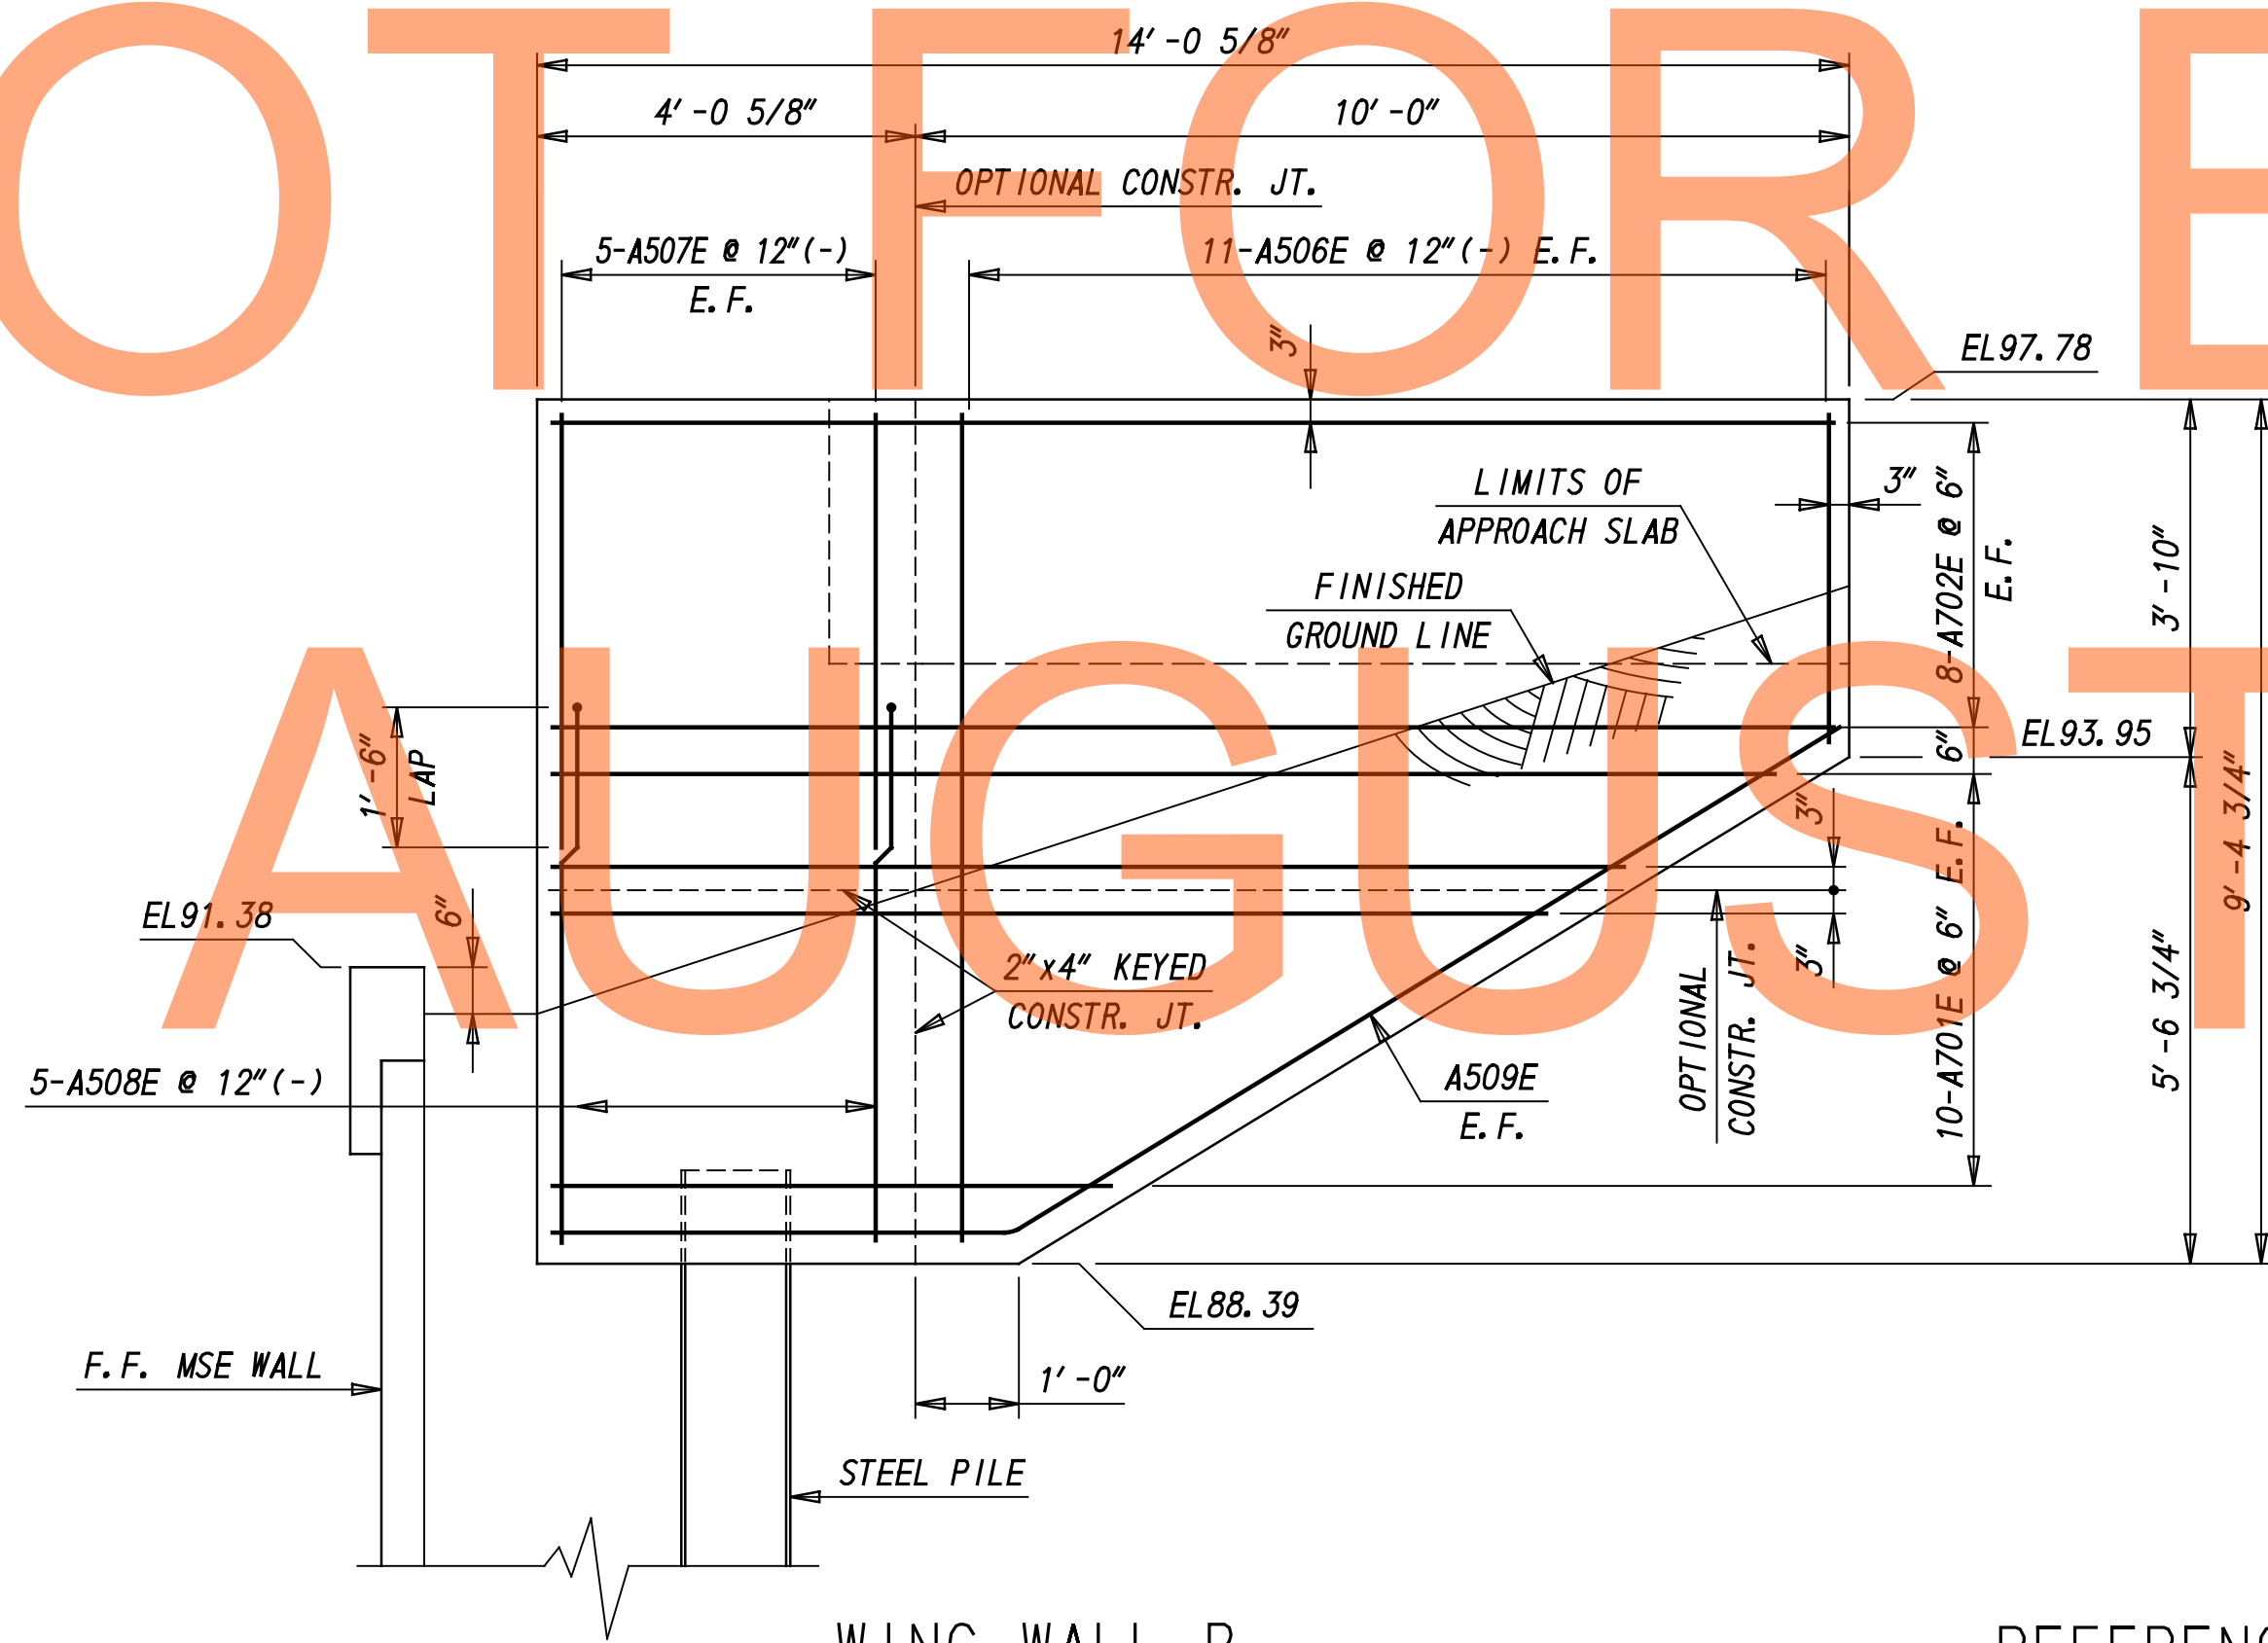 OT FOR E
14'-0 5/8"
4'-0 5/8"
10'-0"
OPTIONAL CONSTR. JT.
5-A507E @ 12"(-)
E.F.
11-A506E @ 12"(-) E.F.
3"
EL97.78
LIMITS OF
APPROACH SLAB
3"
FINISHED
GROUND LINE
8-A702E @ 6"
E.F.
3'-10"
AUGUST
1'-6"
LAP
6"
EL93.95
9'-4 3/4"
3"
EL91.38
6"
2"x4" KEYED
CONSTR. JT.
3"
OPTIONAL
CONSTR. JT.
10-A701E @ 6" E.F.
5'-6 3/4"
5-A508E @ 12"(-)
A509E
E.F.
EL88.39
F.F. MSE WALL
1'-0"
STEEL PILE
WING WALL B